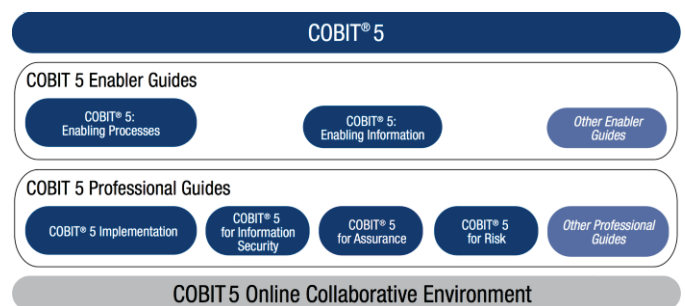 COBIT® 5
COBIT 5 Enabler Guides
COBIT® 5:
Enabling Processes
COBIT® 5:
Enabling Information
Other Enabler
Guides
COBIT 5 Professional Guides
COBIT® 5 Implementation
COBIT® 5
for Information
Security
COBIT® 5
for Assurance
COBIT® 5
for Risk
Other Professional
Guides
COBIT 5 Online Collaborative Environment